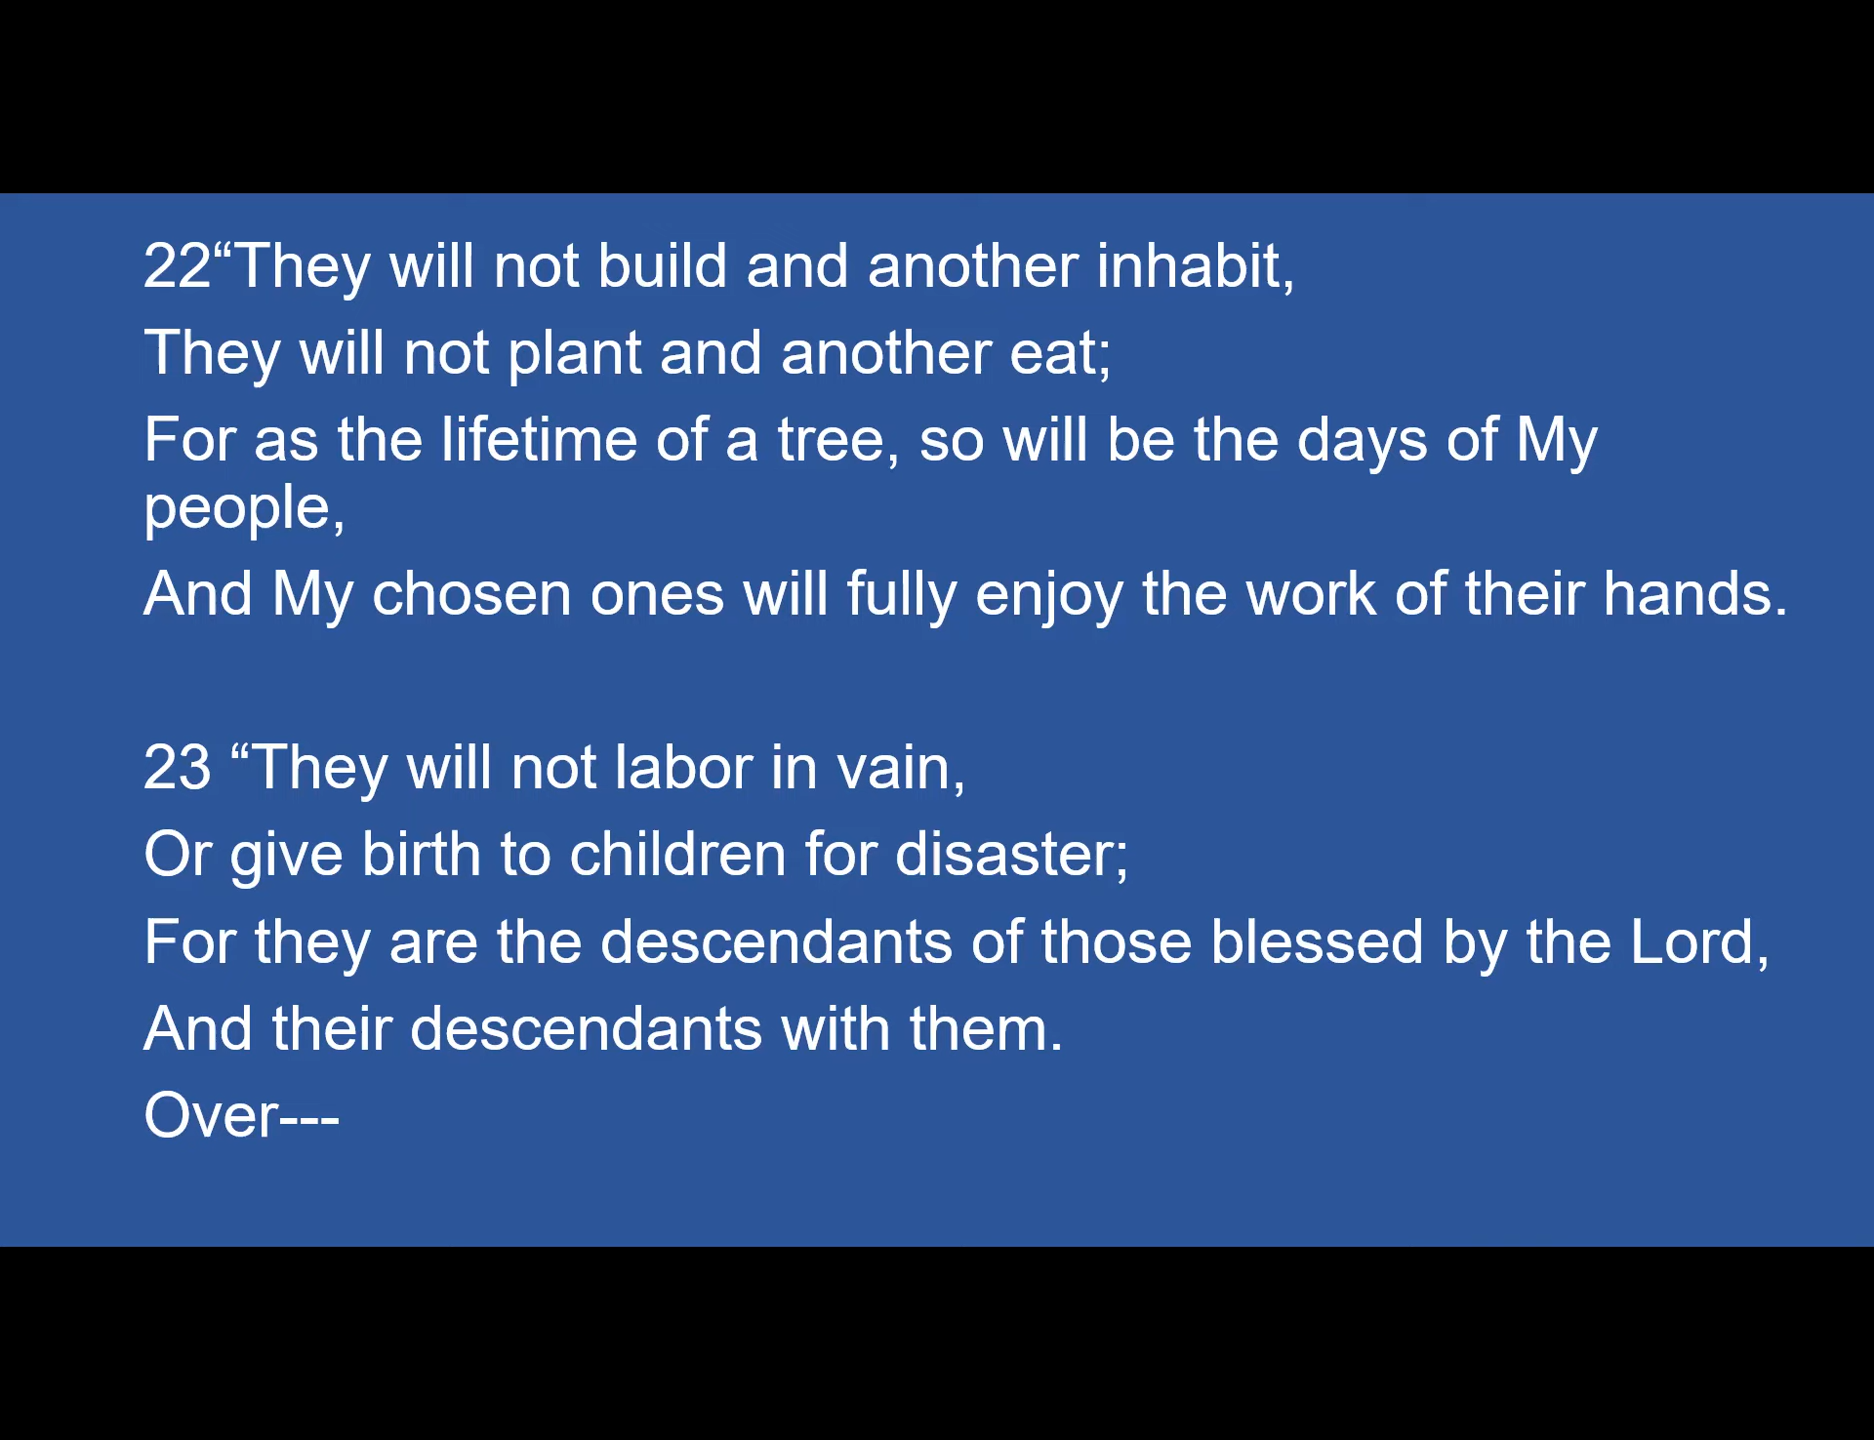 22“They will not build and another inhabit,
They will not plant and another eat;
For as the lifetime of a tree, so will be the days of My
people,
And My chosen ones will fully enjoy the work of their hands.
23 “They will not labor in vain,
Or give birth to children for disaster;
For they are the descendants of those blessed by the Lord,
And their descendants with them.
Over---